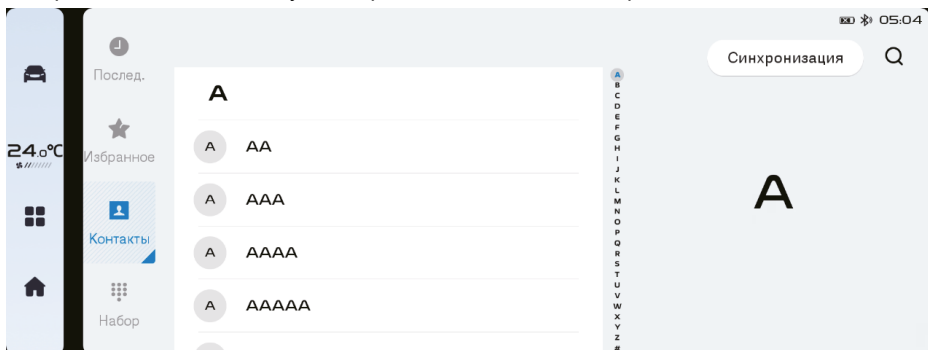 05:04
Синхронизация
Послед.
Избранное
24.0°C
Контакты
Набор
A
A AA
A AAA
A AAAA
A AAAAA
A
B
C
D
E
F
G
H
I
J
K
L
M
N
O
P
Q
R
S
T
U
V
W
X
Y
Z
#
A